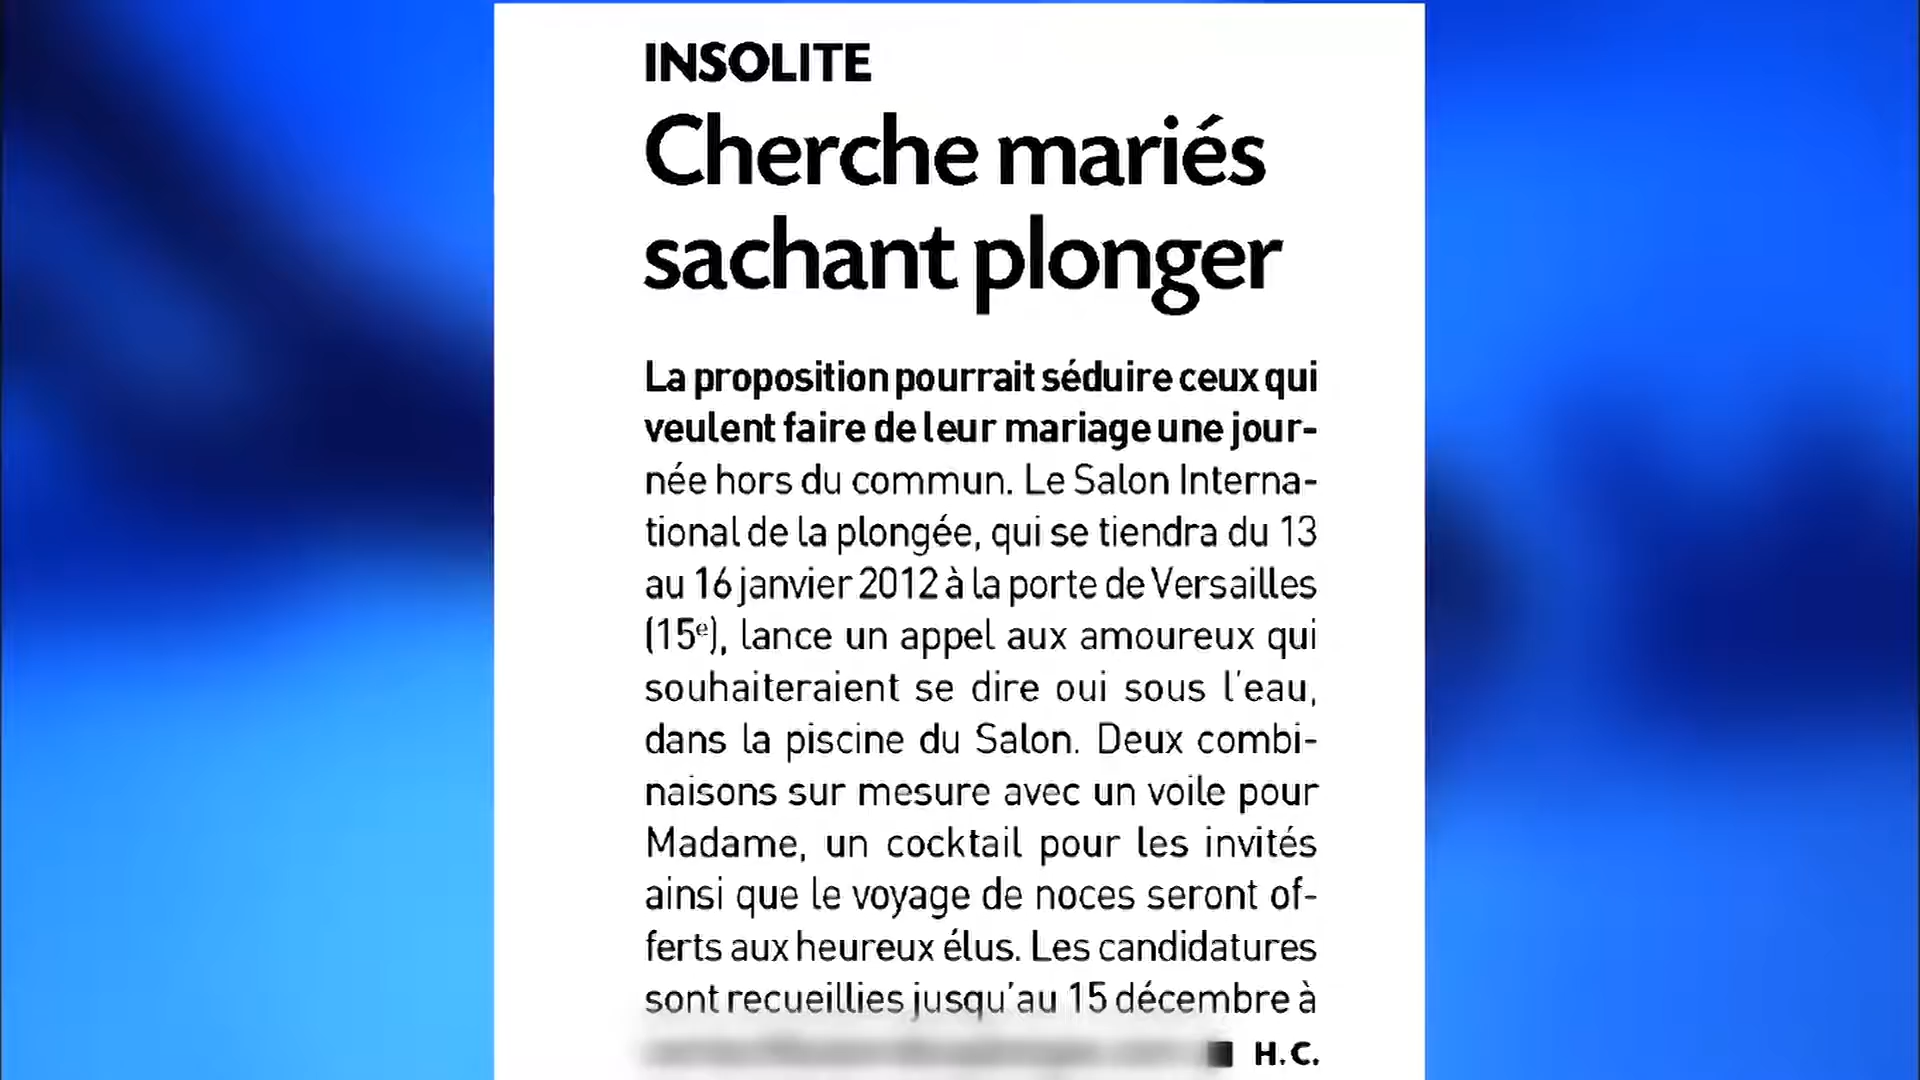 INSOLITE
Cherche mariés
sachant plonger
La proposition pourrait séduire ceux qui
veulent faire de leur mariage une jour-
née hors du commun. Le Salon Interna-
tional de la plongée, qui se tiendra du 13
au 16 janvier 2012 à la porte de Versailles
(15e), lance un appel aux amoureux qui
souhaiteraient se dire oui sous l'eau,
dans la piscine du Salon. Deux combi-
naisons sur mesure avec un voile pour
Madame, un cocktail pour les invités
ainsi que le voyage de noces seront of-
ferts aux heureux élus. Les candidatures
sont recueillies jusqu'au 15 décembre à
■ H.C.